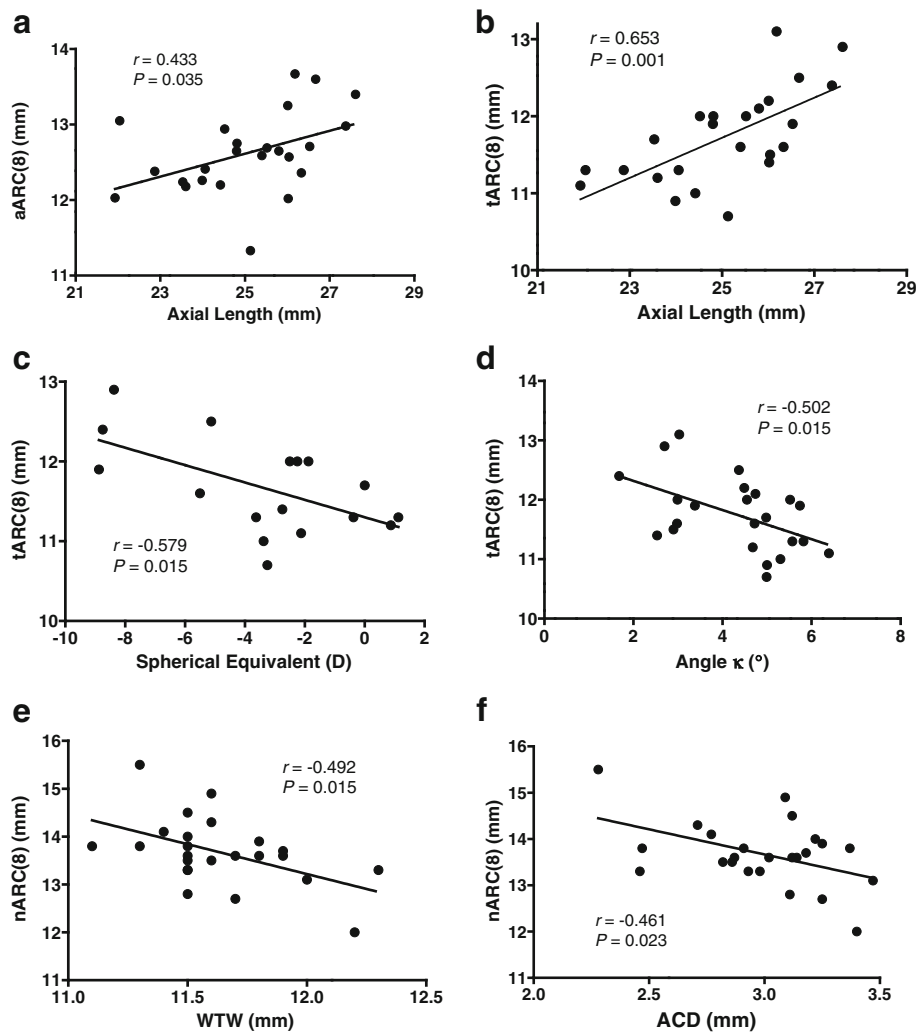 a
r = 0.433
P = 0.035
aARC(8) (mm)
14
13
12
11
21 23 25 27 29
Axial Length (mm)
b
r = 0.653
P = 0.001
tARC(8) (mm)
13
12
11
10
21 23 25 27 29
Axial Length (mm)
c
r = -0.579
P = 0.015
tARC(8) (mm)
13
12
11
10
-10 -8 -6 -4 -2 0 2
Spherical Equivalent (D)
d
r = -0.502
P = 0.015
tARC(8) (mm)
14
13
12
11
10
0 2 4 6 8
Angle κ (°)
e
r = -0.492
P = 0.015
nARC(8) (mm)
16
15
14
13
12
11
11.0 11.5 12.0 12.5
WTW (mm)
f
r = -0.461
P = 0.023
nARC(8) (mm)
16
15
14
13
12
11
2.0 2.5 3.0 3.5
ACD (mm)